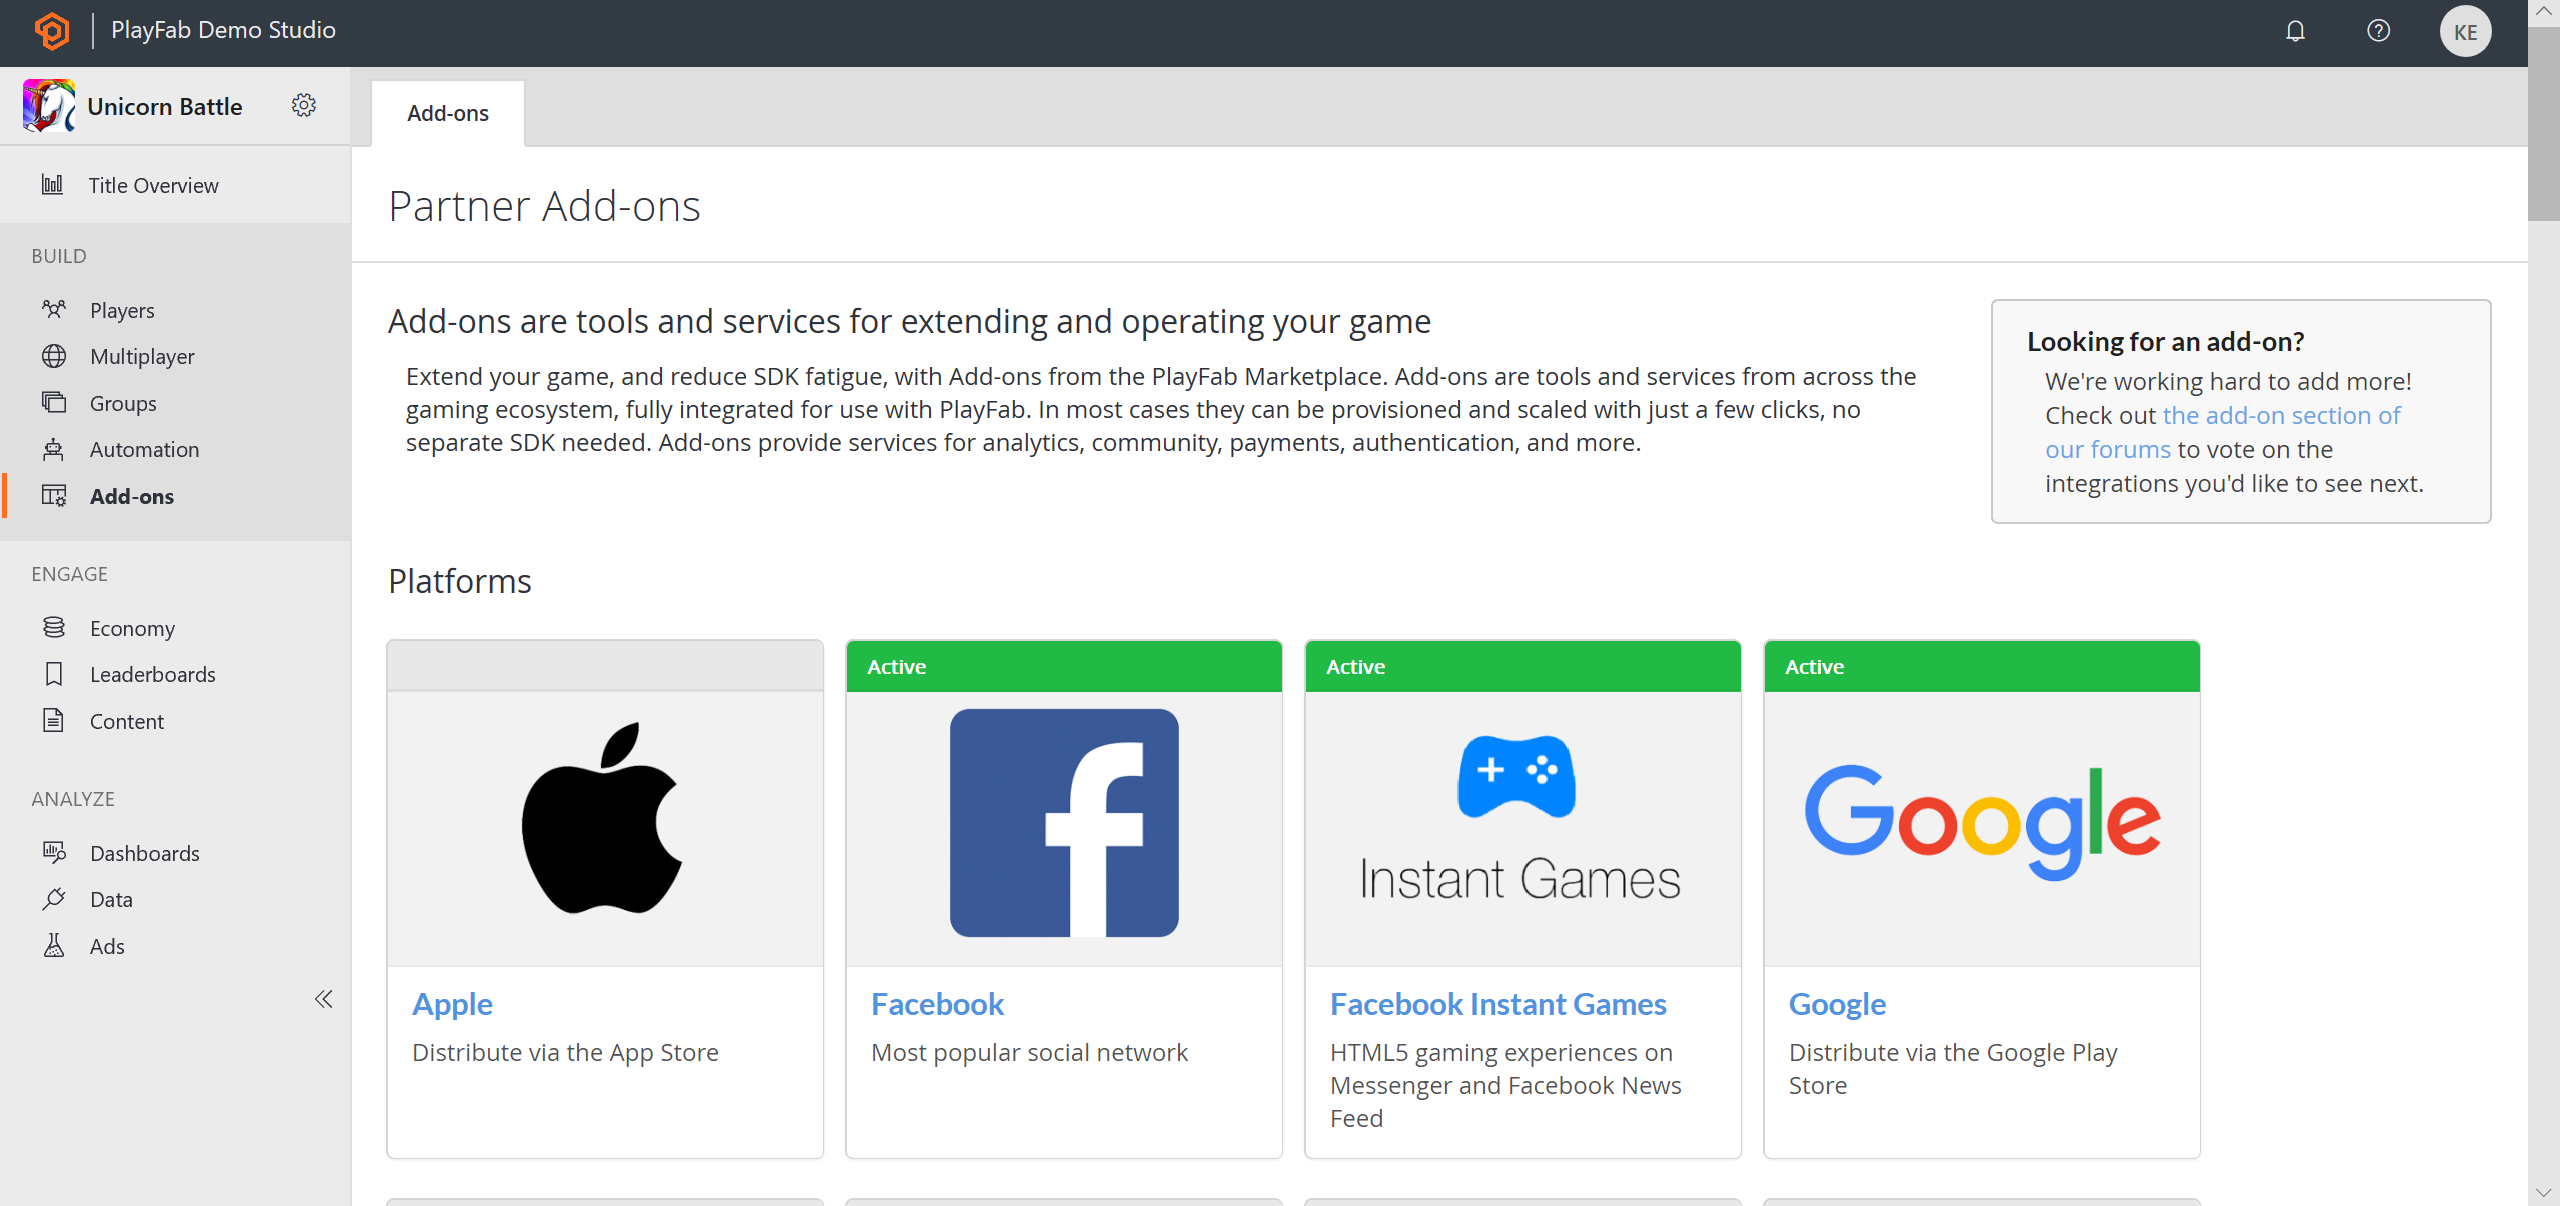 PlayFab Demo Studio
KE
Unicorn Battle
Add-ons
Title Overview
Partner Add-ons
BUILD
Players
Multiplayer
Groups
Automation
Add-ons
ENGAGE
Economy
Leaderboards
Content
ANALYZE
Dashboards
Data
Ads
Add-ons are tools and services for extending and operating your game
Extend your game, and reduce SDK fatigue, with Add-ons from the PlayFab Marketplace. Add-ons are tools and services from across the
gaming ecosystem, fully integrated for use with PlayFab. In most cases they can be provisioned and scaled with just a few clicks, no
separate SDK needed. Add-ons provide services for analytics, community, payments, authentication, and more.
Looking for an add-on?
We're working hard to add more!
Check out the add-on section of
our forums to vote on the
integrations you'd like to see next.
Platforms
Apple
Distribute via the App Store
Active
Facebook
Most popular social network
Active
Instant Games
Facebook Instant Games
HTML5 gaming experiences on
Messenger and Facebook News
Feed
Active
Google
Google
Distribute via the Google Play
Store